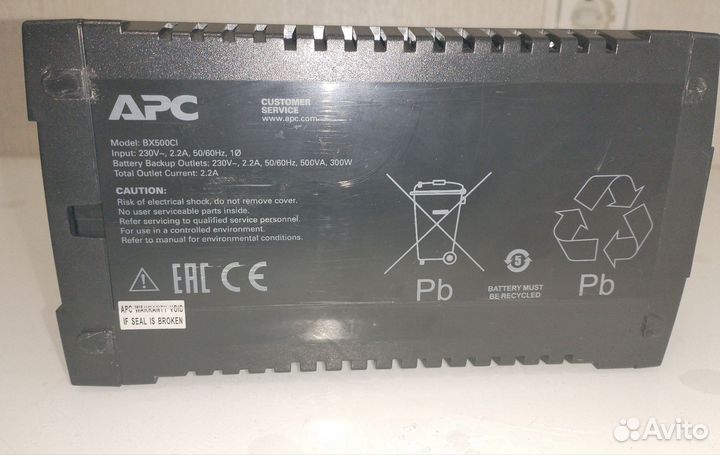 APC
CUSTOMER
SERVICE
www.apc.com
Model: BX500CI
Input: 230V~, 2.2A, 50/60Hz, 1Ø
Battery Backup Outlets: 230V~, 2.2A, 50/60Hz, 500VA, 300W
Total Outlet Current: 2.2A
CAUTION:
Risk of electrical shock, do not remove cover.
No user serviceable parts inside.
Refer servicing to qualified service personnel.
For use in a controlled environment.
Refer to manual for environmental conditions.
EAC CE
APC WARRANTY VOID
IF SEAL IS BROKEN
Pb
5
BATTERY MUST
BE RECYCLED
Pb
Avito